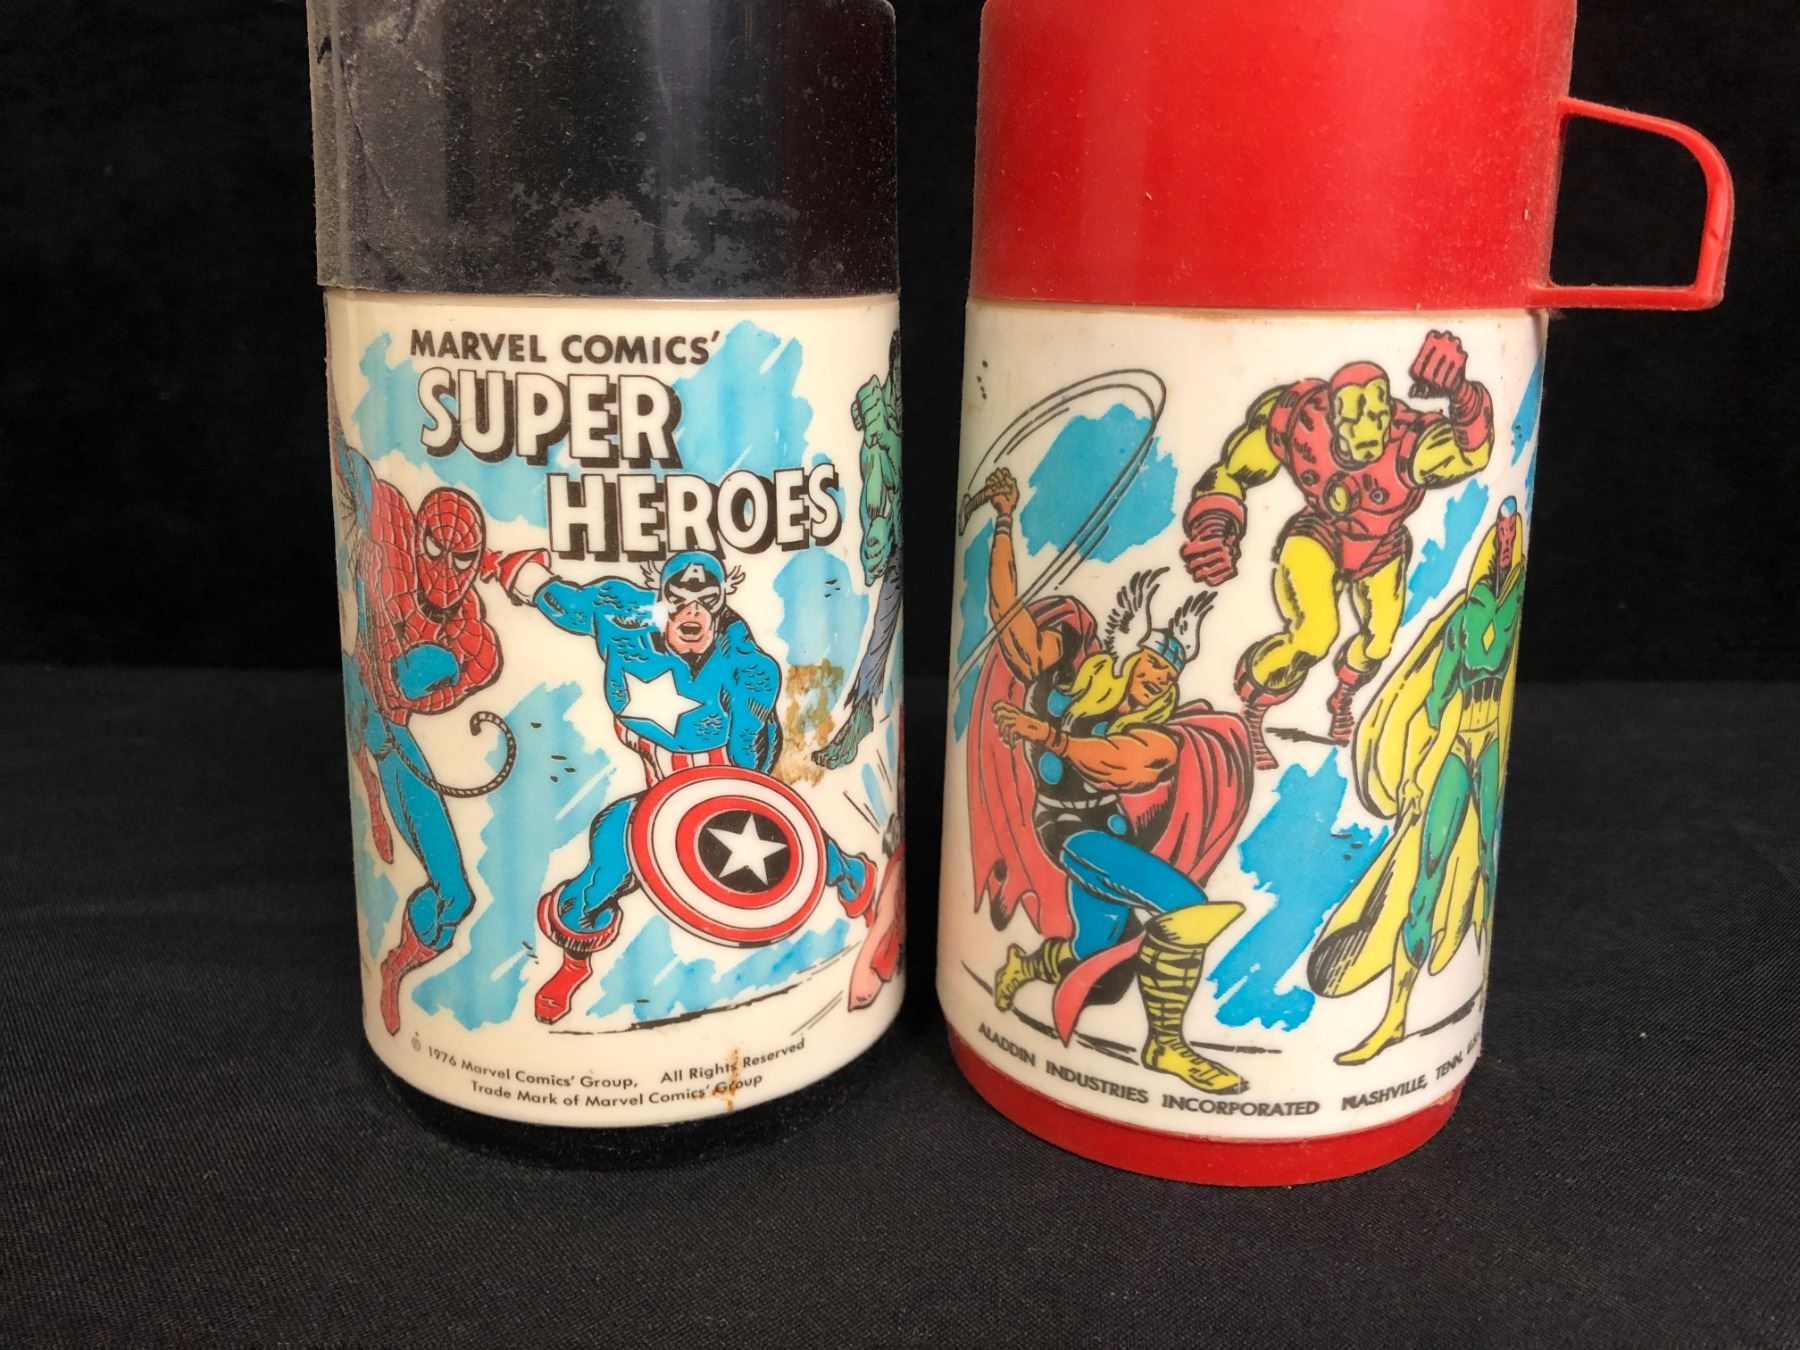 MARVEL COMICS'
SUPER
HEROES
© 1976 Marvel Comics' Group, All Rights Reserved
Trade Mark of Marvel Comics' Group
A
ALADDIN INDUSTRIES INCORPORATED NASHVILLE, TENN. U.S.A.